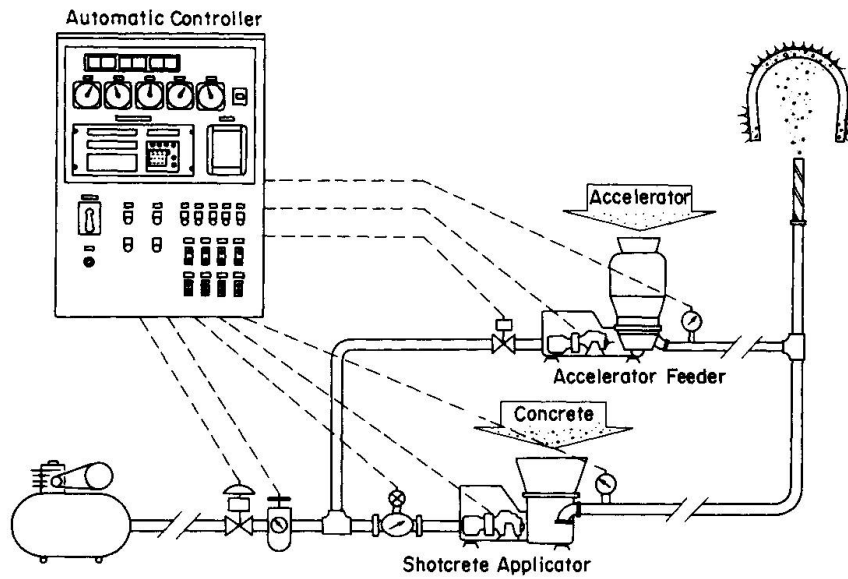 Automatic Controller
Accelerator
Accelerator Feeder
Concrete
Shotcrete Applicator